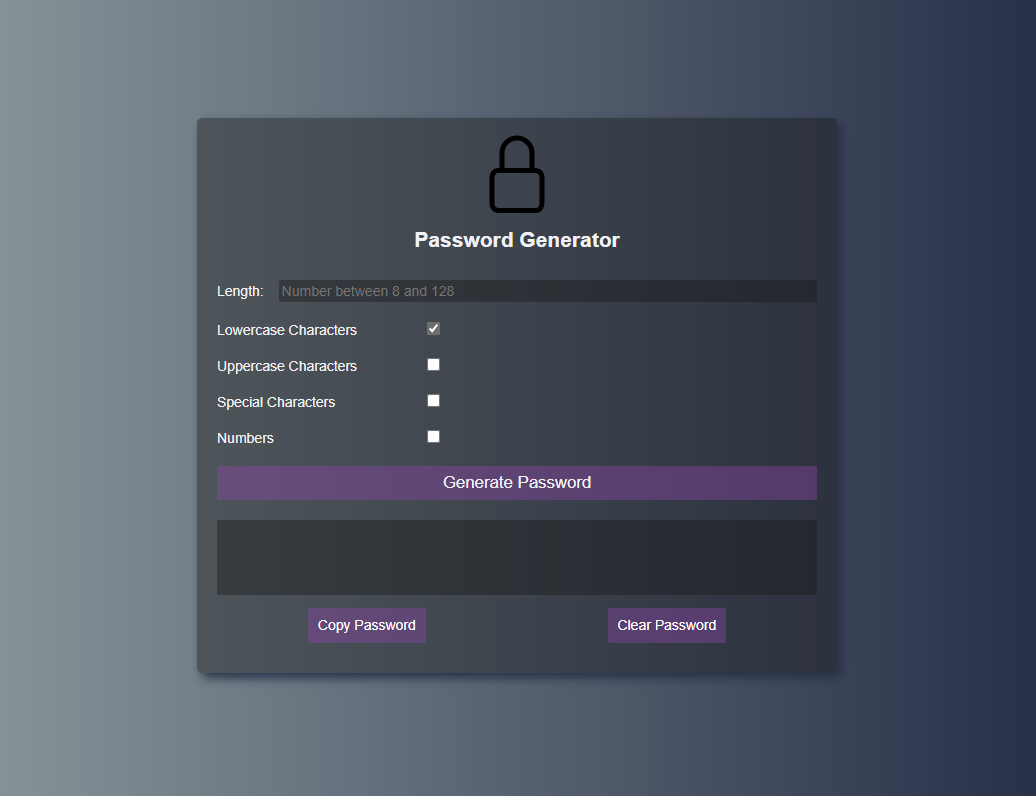 Password Generator
Length: Number between 8 and 128
Lowercase Characters
Uppercase Characters
Special Characters
Numbers
Generate Password
Copy Password Clear Password